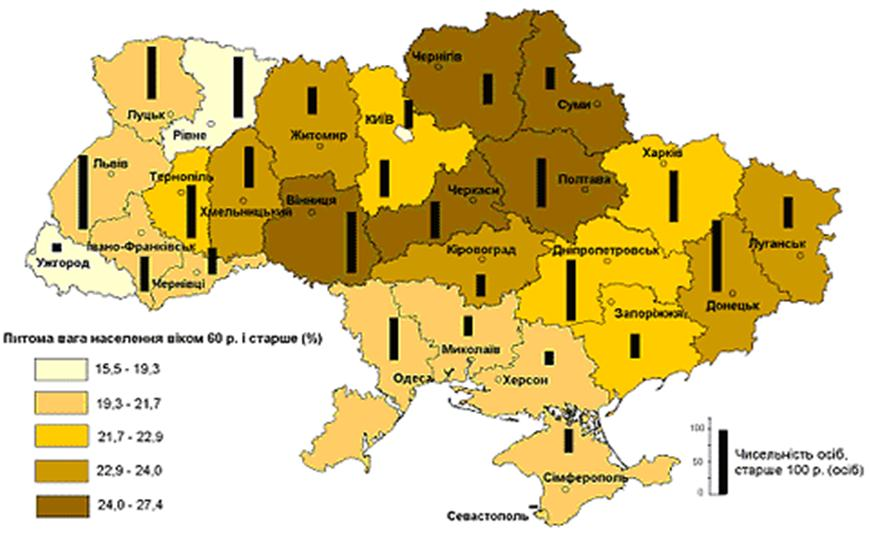 Чернігів
Суми
Луцьк
КИЇВ
Рівне
Житомир
Харків
Львів
Тернопіль
Черкаси
Полтава
Вінниця
Хмельницький
Івано-Франківськ
Кіровоград
Дніпропетровськ
Луганськ
Ужгород
Чернівці
Донецьк
Запоріжжя
Питома вага населення віком 60 р. і старше (%)
15,5 - 19,3
19,3 - 21,7
21,7 - 22,9
22,9 - 24,0
24,0 - 27,4
Миколаїв
Одеса
Херсон
Сімферополь
Севастополь
100
50
0
Чисельність осіб,
старше 100 р. (осіб)